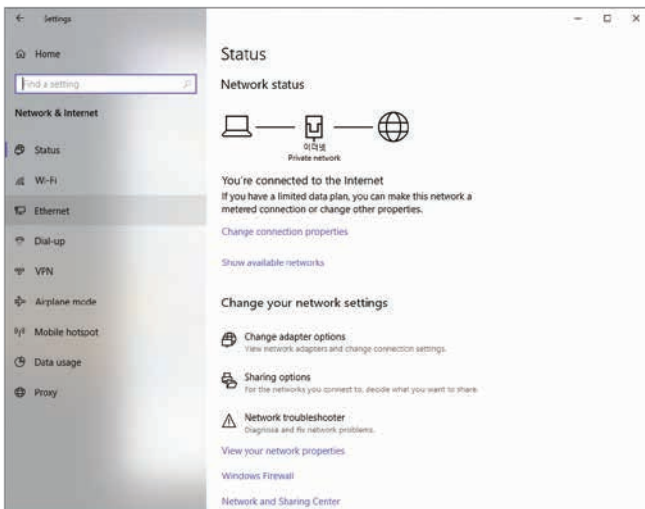 Settings
Home
Find a setting
Network & Internet
Status
Wi-Fi
Ethernet
Dial-up
VPN
Airplane mode
Mobile hotspot
Data usage
Proxy
Status
Network status
이더넷
Private network
You're connected to the Internet
If you have a limited data plan, you can make this network a
metered connection or change other properties.
Change connection properties
Show available networks
Change your network settings
Change adapter options
View network adapters and change connection settings.
Sharing options
For the networks you connect to, decide what you want to share.
Network troubleshooter
Diagnose and fix network problems.
View your network properties
Windows Firewall
Network and Sharing Center